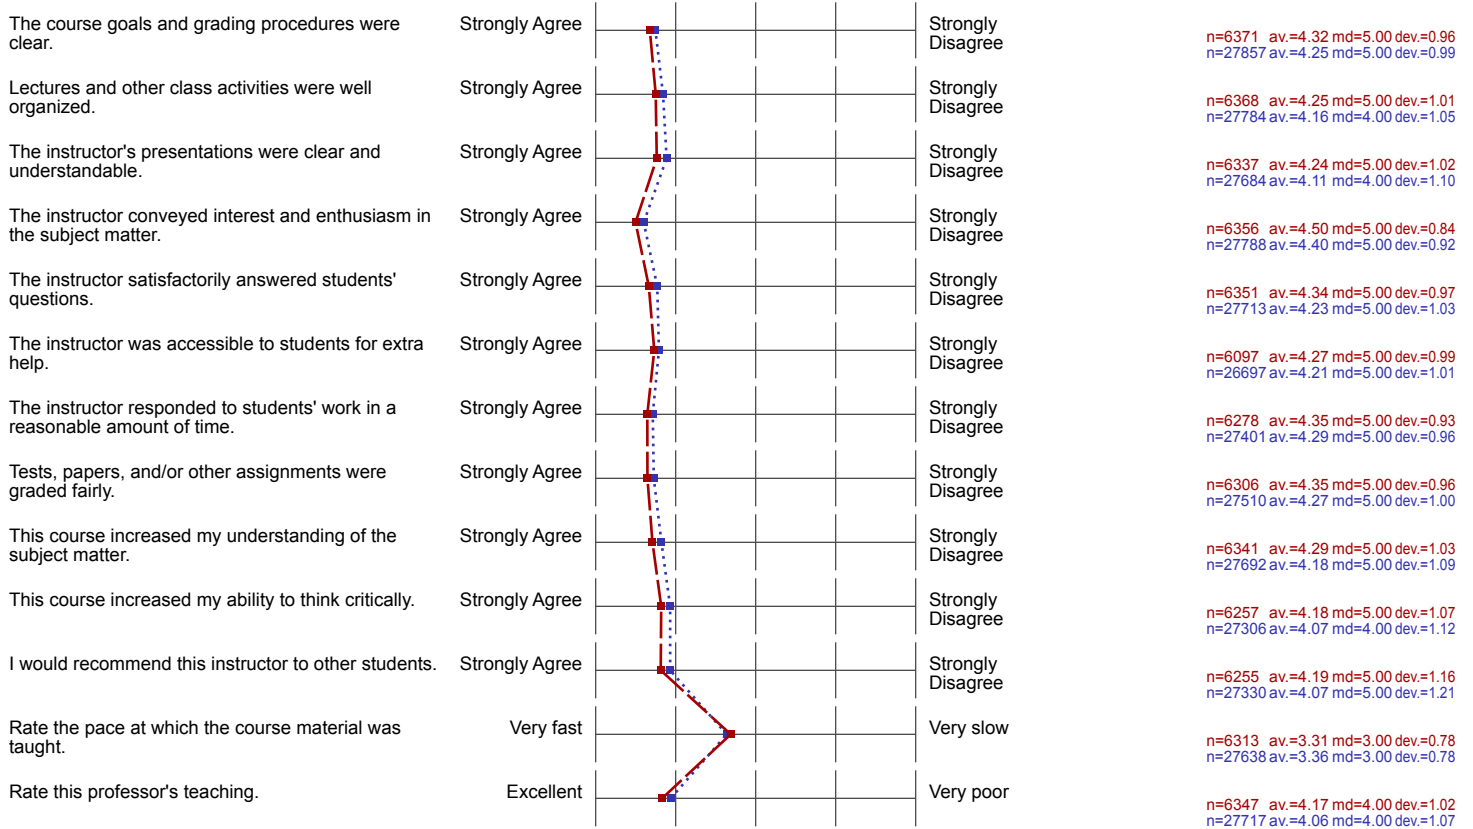 The course goals and grading procedures were
clear.
Strongly Agree
Strongly
Disagree
n=6371 av.=4.32 md=5.00 dev.=0.96
n=27857 av.=4.25 md=5.00 dev.=0.99
Lectures and other class activities were well
organized.
Strongly Agree
Strongly
Disagree
n=6368 av.=4.25 md=5.00 dev.=1.01
n=27784 av.=4.16 md=4.00 dev.=1.05
The instructor's presentations were clear and
understandable.
Strongly Agree
Strongly
Disagree
n=6337 av.=4.24 md=5.00 dev.=1.02
n=27684 av.=4.11 md=4.00 dev.=1.10
The instructor conveyed interest and enthusiasm in
the subject matter.
Strongly Agree
Strongly
Disagree
n=6356 av.=4.50 md=5.00 dev.=0.84
n=27788 av.=4.40 md=5.00 dev.=0.92
The instructor satisfactorily answered students'
questions.
Strongly Agree
Strongly
Disagree
n=6351 av.=4.34 md=5.00 dev.=0.97
n=27713 av.=4.23 md=5.00 dev.=1.03
The instructor was accessible to students for extra
help.
Strongly Agree
Strongly
Disagree
n=6097 av.=4.27 md=5.00 dev.=0.99
n=26697 av.=4.21 md=5.00 dev.=1.01
The instructor responded to students' work in a
reasonable amount of time.
Strongly Agree
Strongly
Disagree
n=6278 av.=4.35 md=5.00 dev.=0.93
n=27401 av.=4.29 md=5.00 dev.=0.96
Tests, papers, and/or other assignments were
graded fairly.
Strongly Agree
Strongly
Disagree
n=6306 av.=4.35 md=5.00 dev.=0.96
n=27510 av.=4.27 md=5.00 dev.=1.00
This course increased my understanding of the
subject matter.
Strongly Agree
Strongly
Disagree
n=6341 av.=4.29 md=5.00 dev.=1.03
n=27692 av.=4.18 md=5.00 dev.=1.09
This course increased my ability to think critically.
Strongly Agree
Strongly
Disagree
n=6257 av.=4.18 md=5.00 dev.=1.07
n=27306 av.=4.07 md=4.00 dev.=1.12
I would recommend this instructor to other students.
Strongly Agree
Strongly
Disagree
n=6255 av.=4.19 md=5.00 dev.=1.16
n=27330 av.=4.07 md=5.00 dev.=1.21
Rate the pace at which the course material was
taught.
Very fast
Very slow
n=6313 av.=3.31 md=3.00 dev.=0.78
n=27638 av.=3.36 md=3.00 dev.=0.78
Rate this professor's teaching.
Excellent
Very poor
n=6347 av.=4.17 md=4.00 dev.=1.02
n=27717 av.=4.06 md=4.00 dev.=1.07